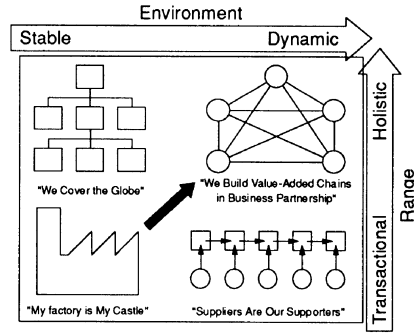 Environment
Stable Dynamic
"We Cover the Globe"
"We Build Value-Added Chains
in Business Partnership"
"My factory is My Castle"
"Suppliers Are Our Supporters"
Holistic
Transactional
Range